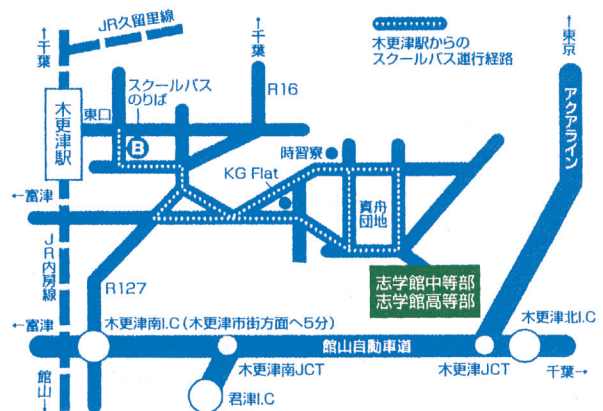 JR久留里線
↑千葉
↑千葉
木更津駅からの
スクールバス運行経路
↑東京
アクアライン
スクールバス
のりば
R16
東口
木更津駅
B
時習寮
KG Flat
←富津
真舟
団地
JR内房線
R127
志学館中等部
志学館高等部
←富津
木更津南I.C(木更津市街方面へ5分)
木更津北I.C
館山自動車道
木更津南JCT
木更津JCT
千葉→
館山↓
君津I.C